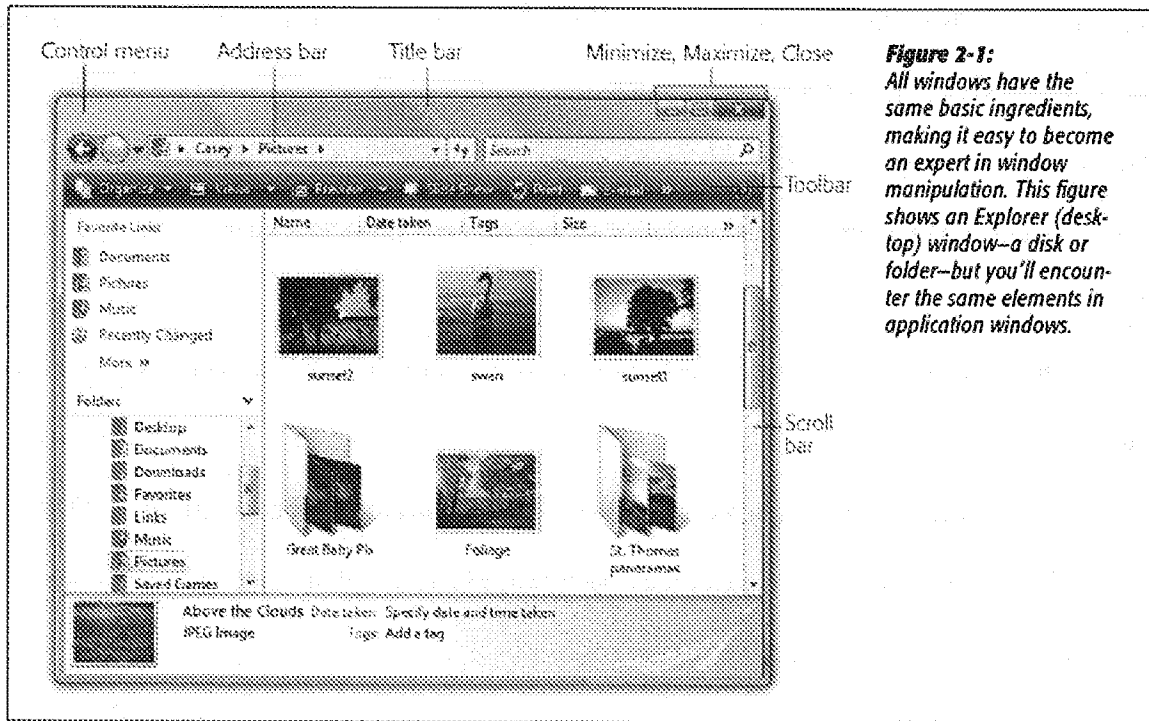 Control menu
Address bar
Title bar
Minimize, Maximize, Close
Figure 2-1:
All windows have the
same basic ingredients,
making it easy to become
an expert in window
manipulation. This figure
shows an Explorer (desk-
top) window—a disk or
folder—but you'll encoun-
ter the same elements in
application windows.
Casey Pictures
Search
Toolbar
Favorite Links
Documents
Pictures
Music
Recently Changed
More »
Folders
Desktop
Documents
Downloads
Favorites
Links
Music
Pictures
Saved Games
Name Date taken Tags Size »
sunset2
swan
Great Baby Pix
Foliage
St. Thomas
panoramas
Scroll
bar
Above the Clouds Date taken: Specify date and time taken
JPEG Image Tags: Add a tag